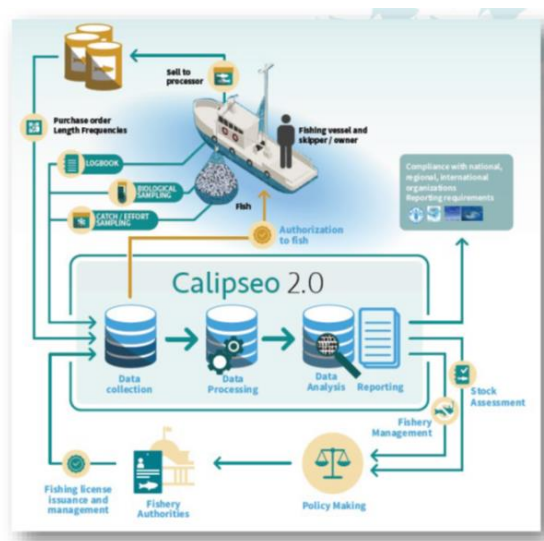 Sell to
processor
Purchase order
Length Frequencies
Fishing vessel and
skipper / owner
LOGBOOK
BIOLOGICAL
SAMPLING
CATCH / EFFORT
SAMPLING
Fish
Authorization
to fish
Compliance with national,
regional, international
organizations
Reporting requirements
Calipseo 2.0
Data
collection
Data
Processing
Data
Analysis
Reporting
Stock
Assessment
Fishery
Management
Fishing license
issuance and
management
Fishery
Authorities
Policy Making